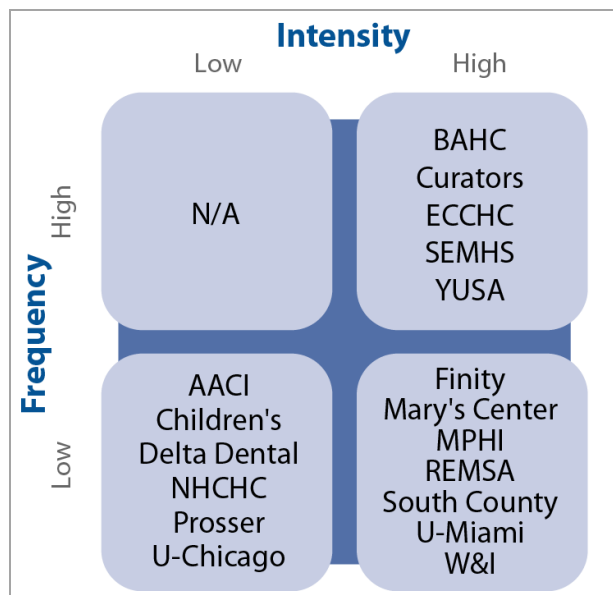 Intensity
Low
High
Frequency
High
N/A
BAHC
Curators
ECCHC
SEMHS
YUSA
Low
AACI
Children's
Delta Dental
NHCHC
Prosser
U-Chicago
Finity
Mary's Center
MPHI
REMSA
South County
U-Miami
W&I